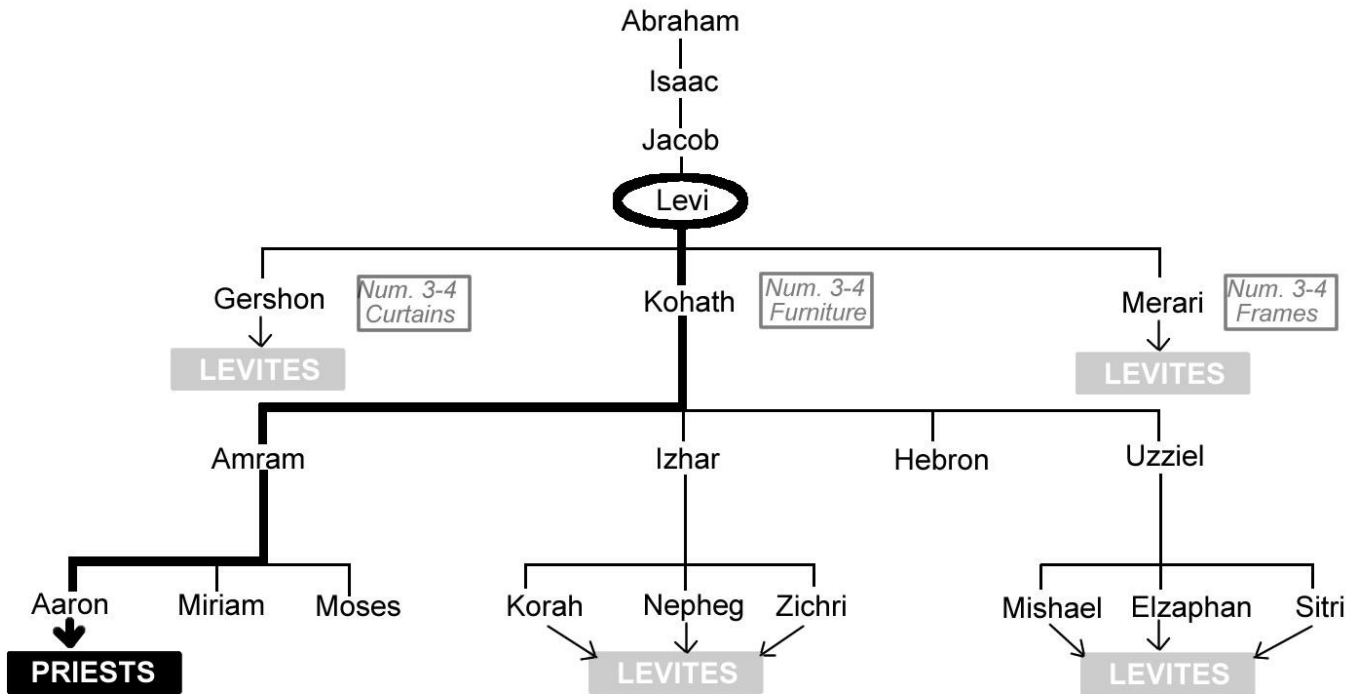 Abraham
Isaac
Jacob
Levi
Gershon
Num. 3-4
Curtains
Kohath
Num. 3-4
Furniture
Merari
Num. 3-4
Frames
LEVITES
LEVITES
Amram
Izhar
Hebron
Uzziel
Aaron
Miriam
Moses
Korah
Nepheg
Zichri
Mishael
Elzaphan
Sitri
PRIESTS
LEVITES
LEVITES